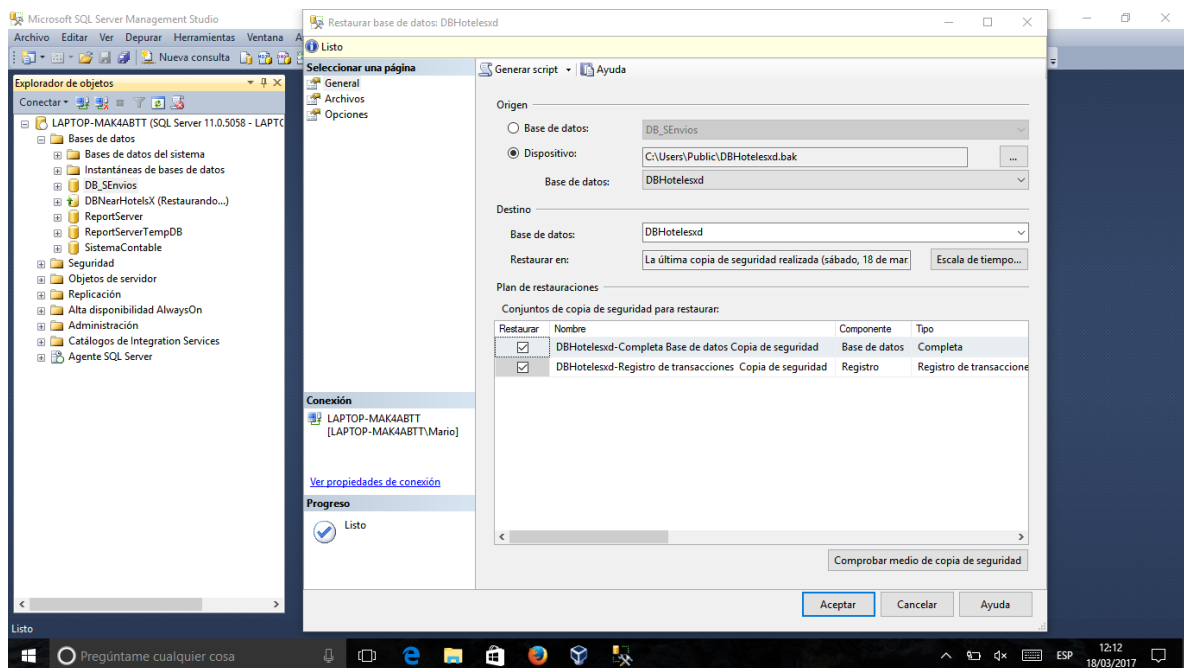 Microsoft SQL Server Management Studio
Archivo Editar Ver Depurar Herramientas Ventana A
Nueva consulta
Explorador de objetos
Conectar
LAPTOP-MAK4ABTT (SQL Server 11.0.5058 - LAPTO
Bases de datos
Bases de datos del sistema
Instantáneas de bases de datos
DB_SEnvios
DBNearHotelsX (Restaurando...)
ReportServer
ReportServerTempDB
SistemaContable
Seguridad
Objetos de servidor
Replicación
Alta disponibilidad AlwaysOn
Administración
Catálogos de Integration Services
Agente SQL Server
Listo
Restaurar base de datos: DBHotelesxd
Listo
Seleccionar una página
General
Archivos
Opciones
Conexión
LAPTOP-MAK4ABTT
[LAPTOP-MAK4ABTT\Mario]
Ver propiedades de conexión
Progreso
Listo
Generar script Ayuda
Origen
Base de datos: DB_SEnvios
Dispositivo: C:\Users\Public\DBHotelesxd.bak ...
Base de datos: DBHotelesxd
Destino
Base de datos: DBHotelesxd
Restaurar en: La última copia de seguridad realizada (sábado, 18 de mar Escala de tiempo...
Plan de restauraciones
Conjuntos de copia de seguridad para restaurar:
Restaurar Nombre Componente Tipo
DBHotelesxd-Completa Base de datos Copia de seguridad Base de datos Completa
DBHotelesxd-Registro de transacciones Copia de seguridad Registro Registro de transaccione
Comprobar medio de copia de seguridad
Aceptar Cancelar Ayuda
Pregúntame cualquier cosa
ESP
12:12
18/03/2017